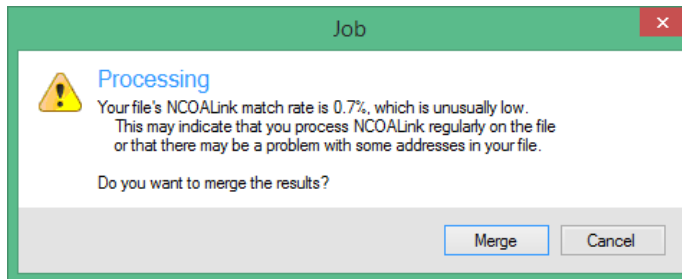 Job
Processing
Your file's NCOALink match rate is 0.7%, which is unusually low.
This may indicate that you process NCOALink regularly on the file
or that there may be a problem with some addresses in your file.
Do you want to merge the results?
Merge Cancel